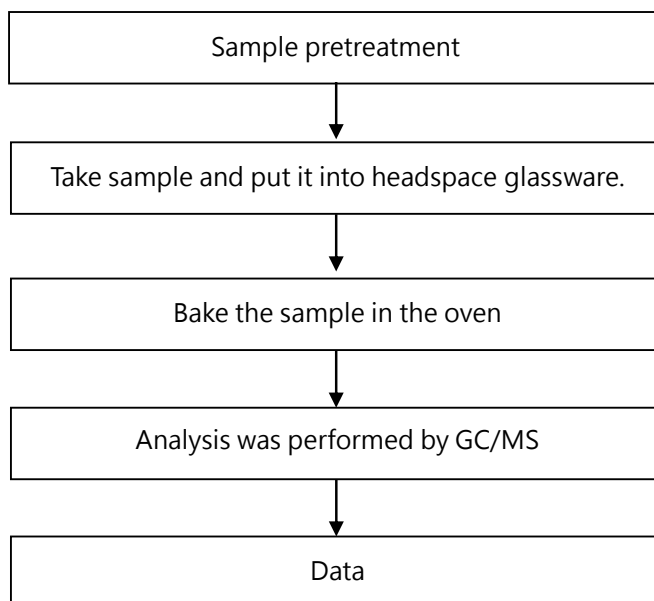 Sample pretreatment
Take sample and put it into headspace glassware.
Bake the sample in the oven
Analysis was performed by GC/MS
Data